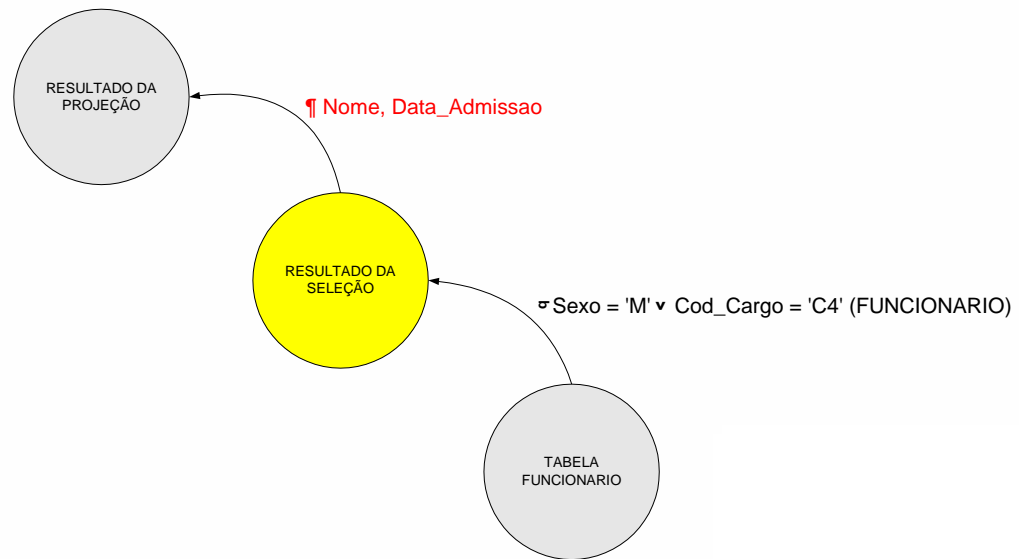 RESULTADO DA
PROJEÇÃO
¶ Nome, Data_Admissao
RESULTADO DA
SELEÇÃO
σ Sexo = 'M' ∨ Cod_Cargo = 'C4' (FUNCIONARIO)
TABELA
FUNCIONARIO